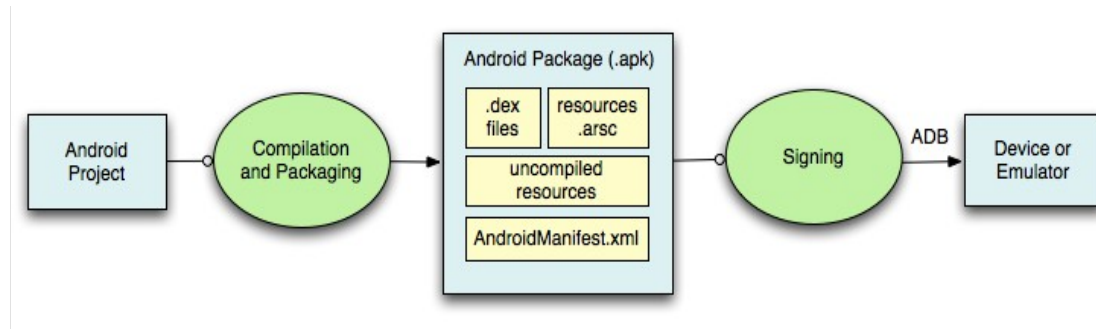 Android
Project
Compilation
and Packaging
Android Package (.apk)
.dex
files
resources
.arsc
uncompiled
resources
AndroidManifest.xml
Signing
ADB
Device or
Emulator